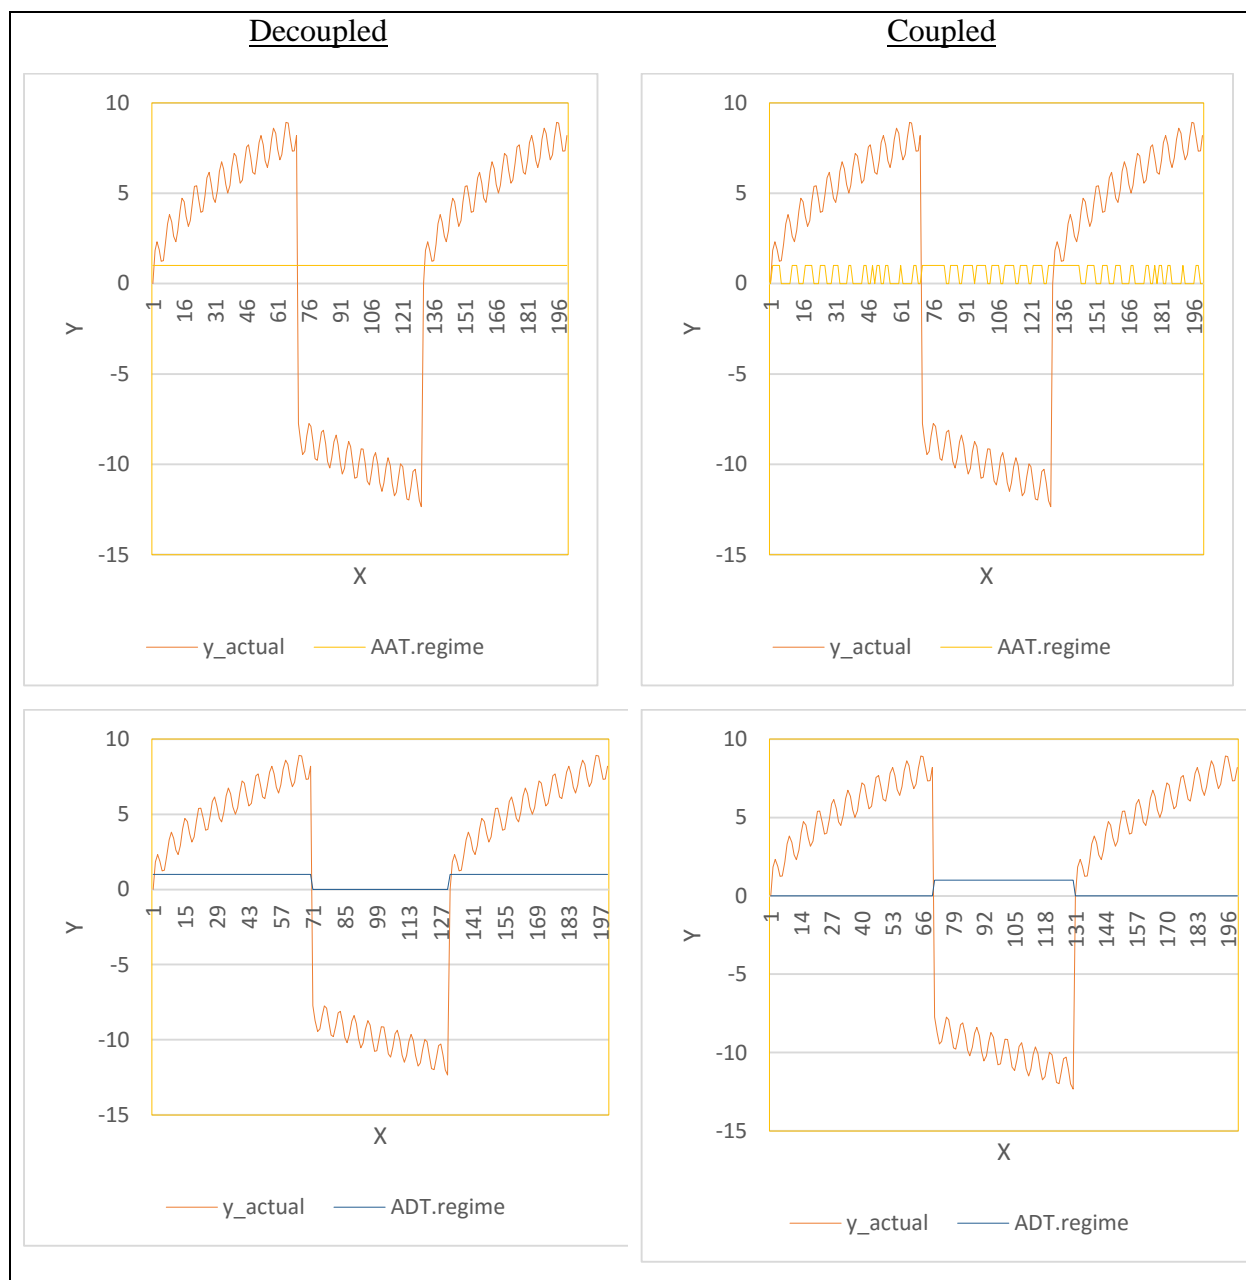 Decoupled
Coupled
10
5
0
-5
-10
-15
1 16 31 46 61 76 91 106 121 136 151 166 181 196
Y
X
y_actual AAT.regime
10
5
0
-5
-10
-15
1 16 31 46 61 76 91 106 121 136 151 166 181 196
Y
X
y_actual AAT.regime
10
5
0
-5
-10
-15
1 15 29 43 57 71 85 99 113 127 141 155 169 183 197
Y
X
y_actual ADT.regime
10
5
0
-5
-10
-15
1 14 27 40 53 66 79 92 105 118 131 144 157 170 183 196
Y
X
y_actual ADT.regime